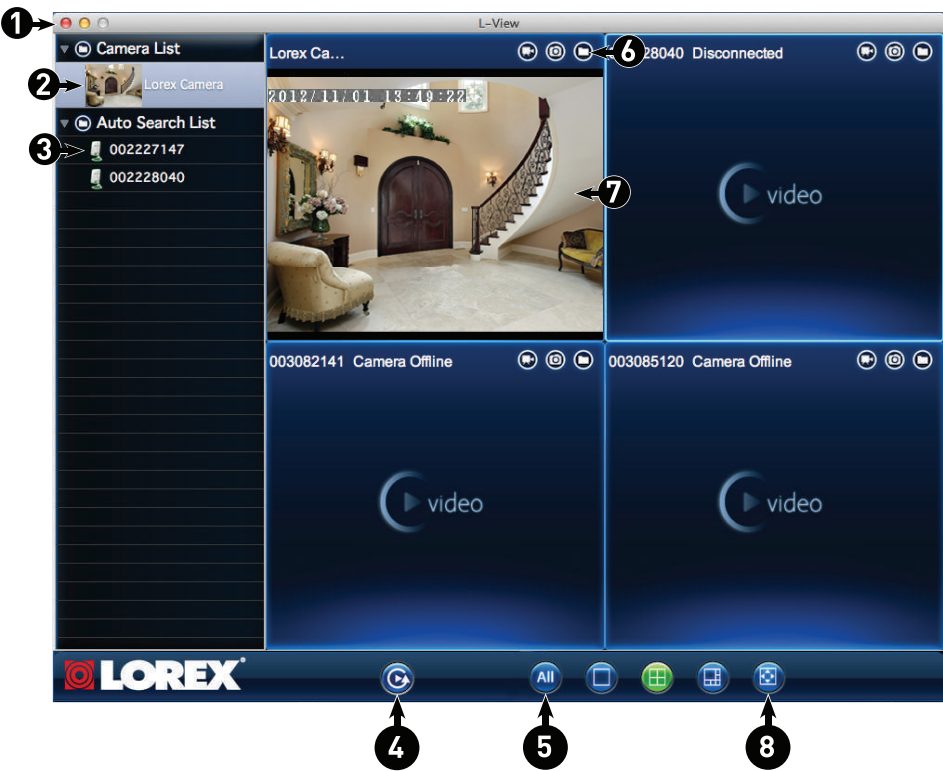 1
L-View
Camera List
2
Lorex Camera
Auto Search List
3
002227147
002228040
Lorex Ca...
6
28040 Disconnected
2012/11/01 13:49:22
7
video
003082141 Camera Offline
003085120 Camera Offline
video
video
LOREX
All
4
5
8